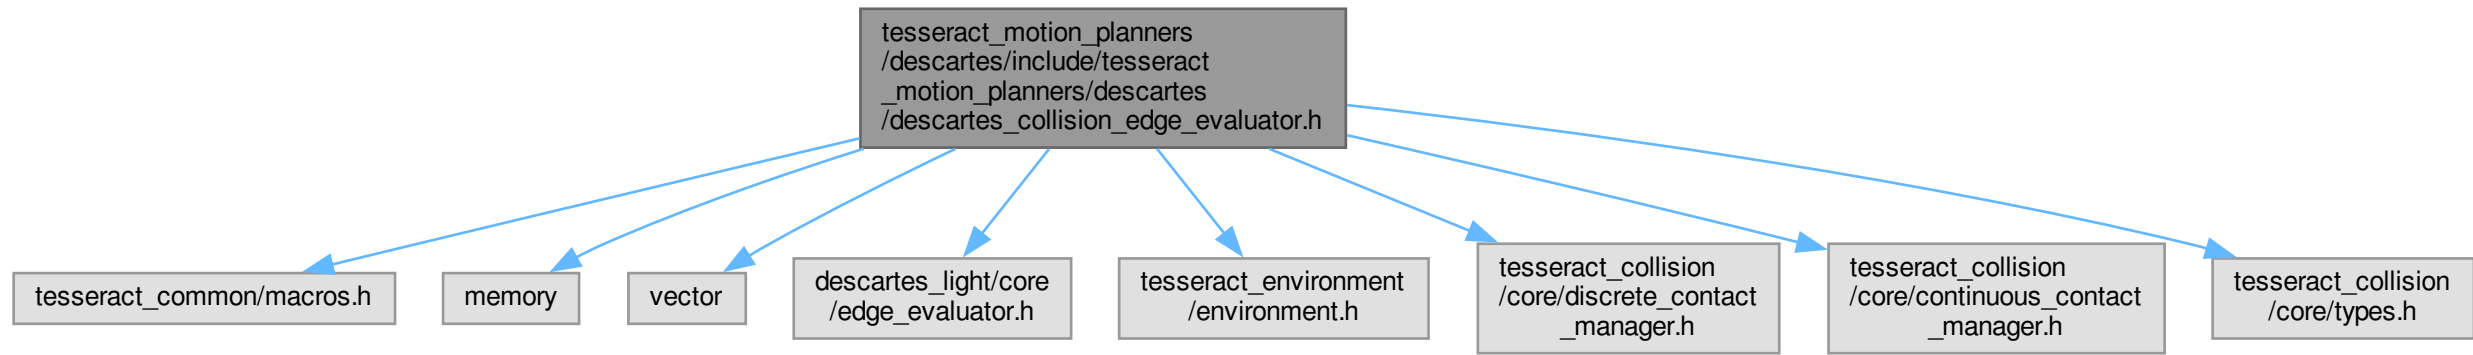 tesseract_motion_planners
/descartes/include/tesseract
_motion_planners/descartes
/descartes_collision_edge_evaluator.h
tesseract_common/macros.h
memory
vector
descartes_light/core
/edge_evaluator.h
tesseract_environment
/environment.h
tesseract_collision
/core/discrete_contact
_manager.h
tesseract_collision
/core/continuous_contact
_manager.h
tesseract_collision
/core/types.h